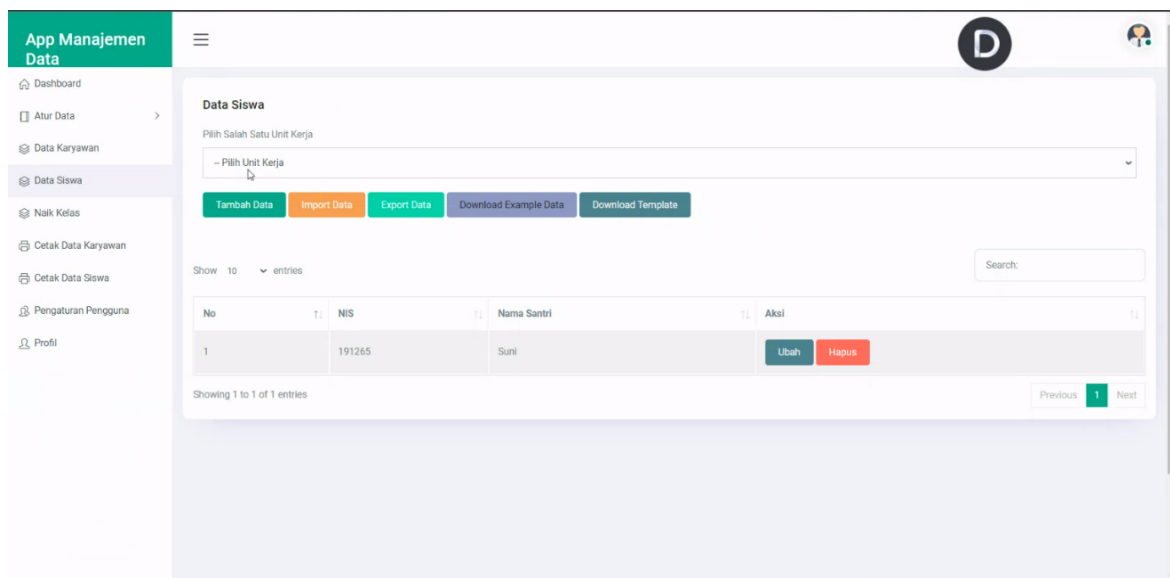 App Manajemen
Data
D
Dashboard
Atur Data
Data Karyawan
Data Siswa
Naik Kelas
Cetak Data Karyawan
Cetak Data Siswa
Pengaturan Pengguna
Profil
Data Siswa
Pilih Salah Satu Unit Kerja
-- Pilih Unit Kerja
Tambah Data Import Data Export Data Download Example Data Download Template
Show 10 entries Search:
No NIS Nama Santri Aksi
1 191265 Suni Ubah Hapus
Showing 1 to 1 of 1 entries Previous 1 Next